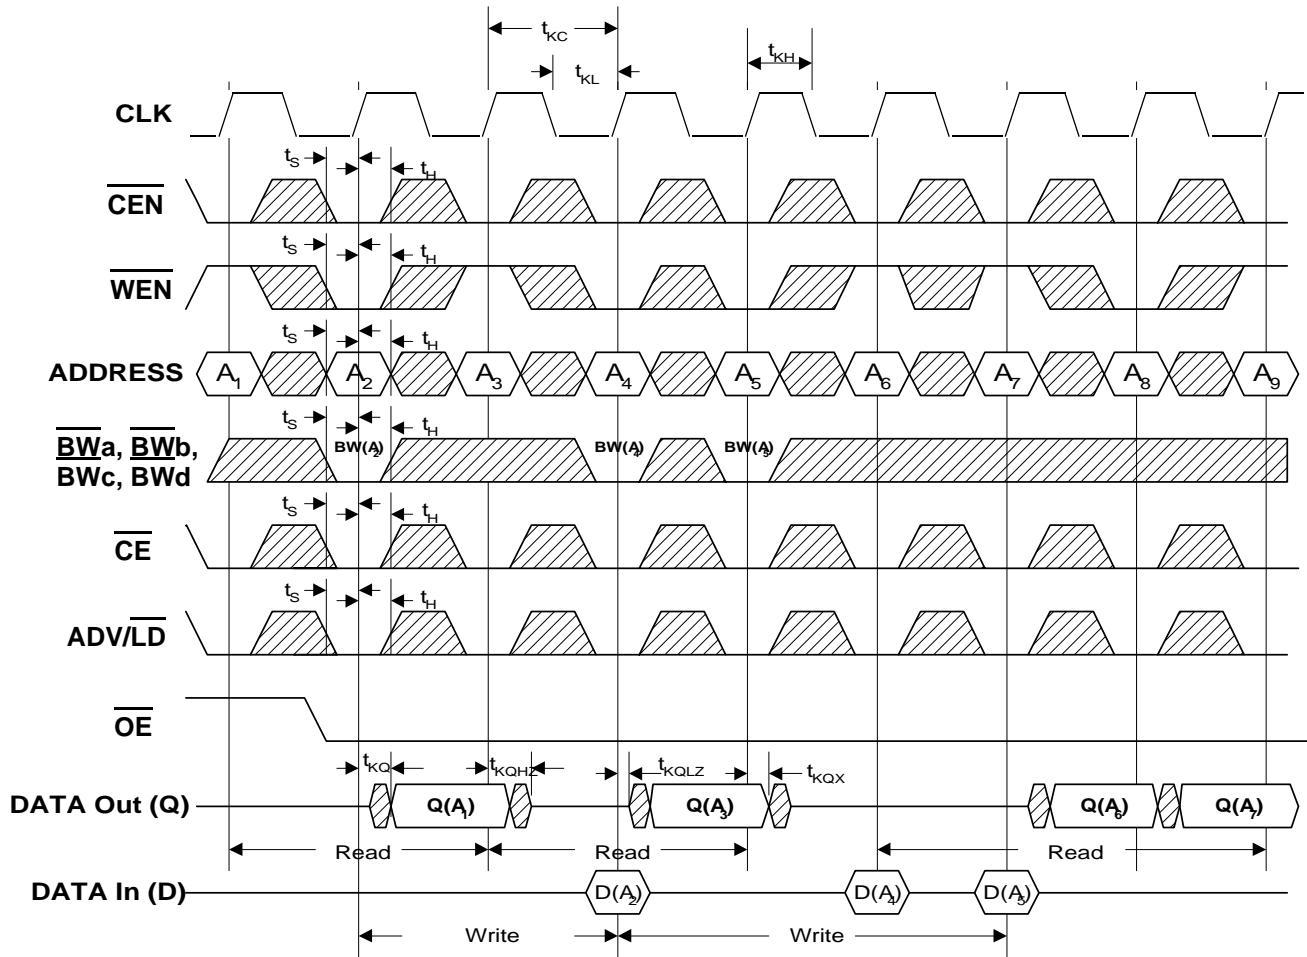 tKC
tKL
tKH
CLK
tS
tH
CEN
tS
tH
WEN
tS
tH
ADDRESS A1 A2 A3 A4 A5 A6 A7 A8 A9
tS
tH
BWa, BWb,
BWc, BWd
BW(A2) BW(A4) BW(A5)
tS
tH
CE
tS
tH
ADV/LD
OE
tKQ tKQHZ tKQLZ tKQX
DATA Out (Q) Q(A1) Q(A3) Q(A6) Q(A7)
Read Read Read
DATA In (D) D(A2) D(A4) D(A5)
Write Write